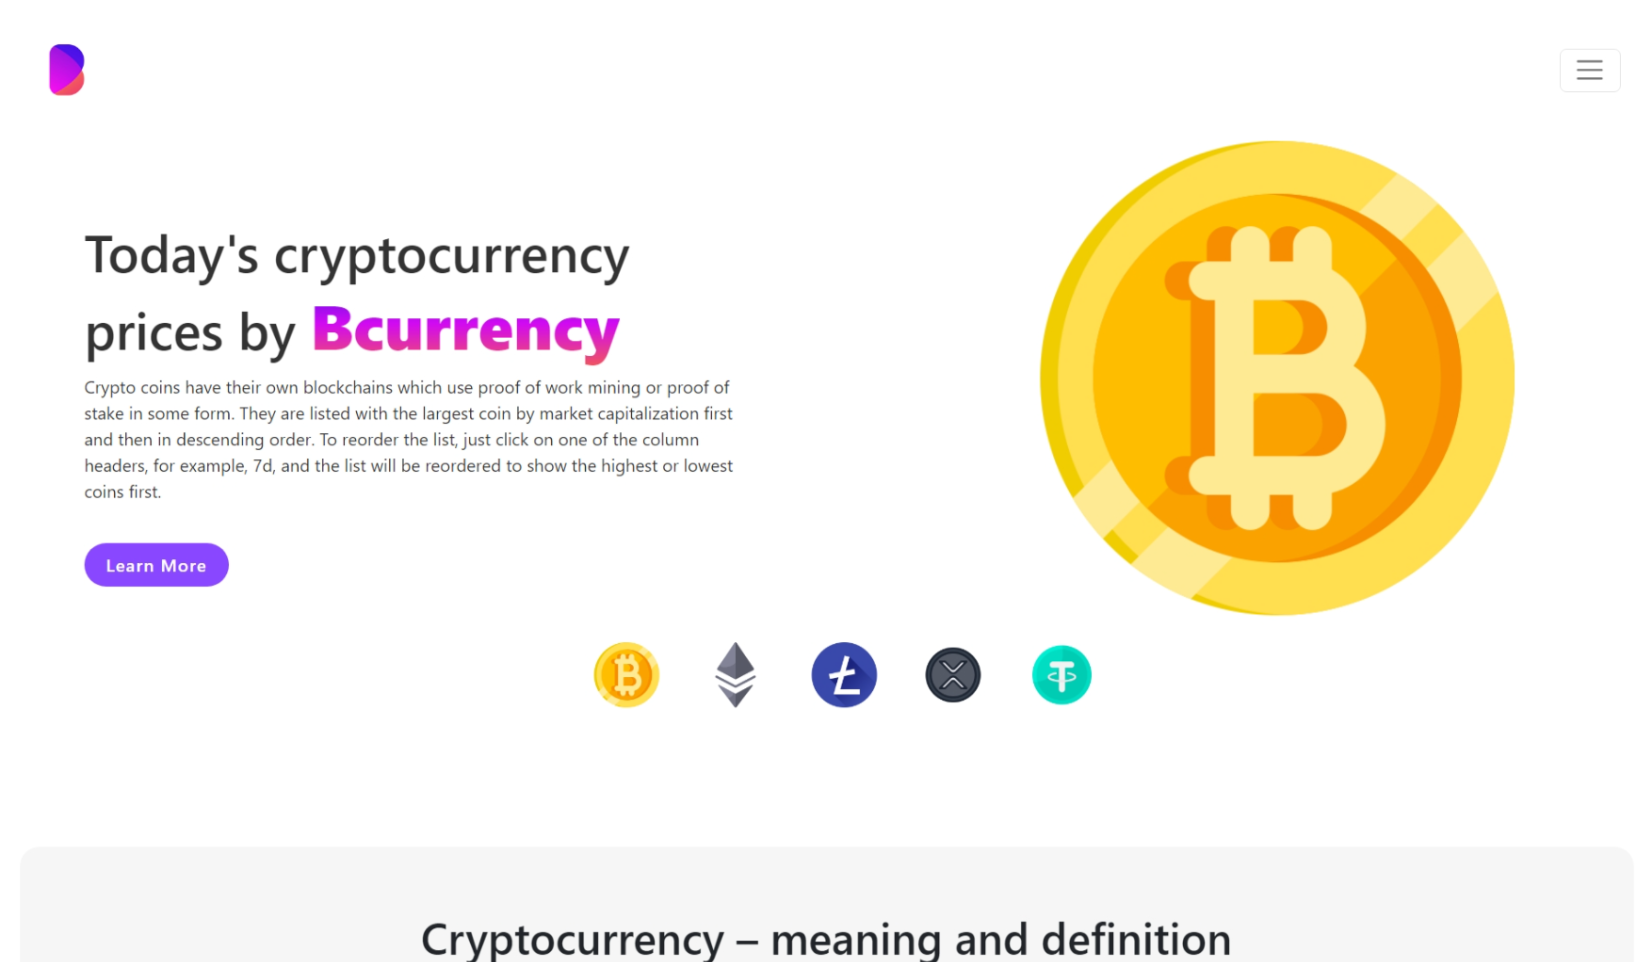 Today's cryptocurrency
prices by Bcurrency
Crypto coins have their own blockchains which use proof of work mining or proof of
stake in some form. They are listed with the largest coin by market capitalization first
and then in descending order. To reorder the list, just click on one of the column
headers, for example, 7d, and the list will be reordered to show the highest or lowest
coins first.
Learn More
Cryptocurrency – meaning and definition